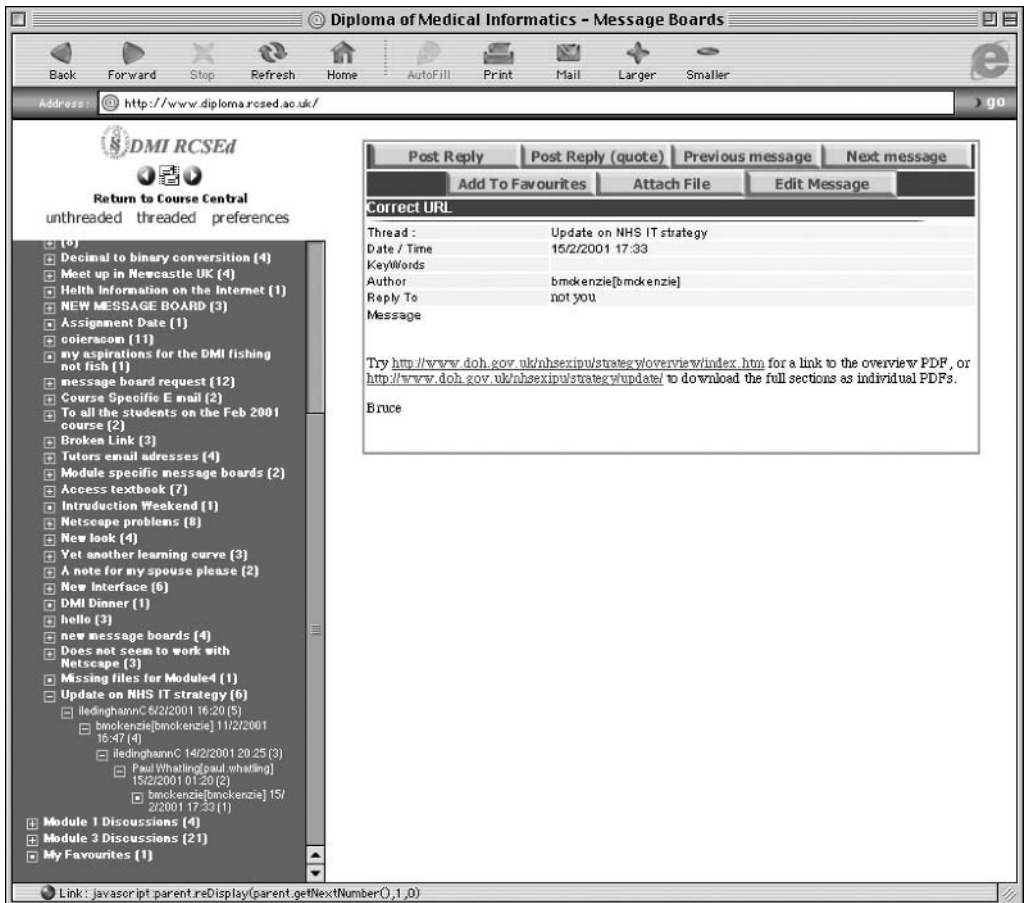 Diploma of Medical Informatics – Message Boards
Back Forward Stop Refresh Home AutoFill Print Mail Larger Smaller
Address: http://www.diploma.rcsed.ac.uk/ go
DMI RCSEd
Return to Course Central
unthreaded threaded preferences
(8)
Decimal to binary conversition (4)
Meet up in Newcastle UK (4)
Helth Information on the Internet (1)
NEW MESSAGE BOARD (3)
Assignment Date (1)
coieracom (11)
my aspirations for the DMI fishing
not fish (1)
message board request (12)
Course Specific E mail (2)
To all the students on the Feb 2001
course (2)
Broken Link (3)
Tutors email adresses (4)
Module specific message boards (2)
Access textbook (7)
Intruduction Weekend (1)
Netscape problems (8)
New look (4)
Yet another learning curve (3)
A note for my spouse please (2)
New Interface (6)
DMI Dinner (1)
hello (3)
new message boards (4)
Does not seem to work with
Netscape (3)
Missing files for Module4 (1)
Update on NHS IT strategy (6)
iledinghamnC 6/2/2001 16:20 (5)
bmckenzie[bmckenzie] 11/2/2001
16:47 (4)
iledinghamnC 14/2/2001 20:25 (3)
Paul Whatling[paul.whatling]
15/2/2001 01:20 (2)
bmckenzie[bmckenzie] 15/
2/2001 17:33 (1)
Module 1 Discussions (4)
Module 3 Discussions (21)
My Favourites (1)
Post Reply Post Reply (quote) Previous message Next message
Add To Favourites Attach File Edit Message
Correct URL
Thread : Update on NHS IT strategy
Date / Time 15/2/2001 17:33
KeyWords
Author bmckenzie[bmckenzie]
Reply To not you
Message
Try http://www.doh.gov.uk/nhsexipu/strategy/overview/index.htm for a link to the overview PDF, or
http://www.doh.gov.uk/nhsexipu/strategy/update/ to download the full sections as individual PDFs.
Bruce
Link: javascript:parent.reDisplay(parent.getNextNumber(),1,0)